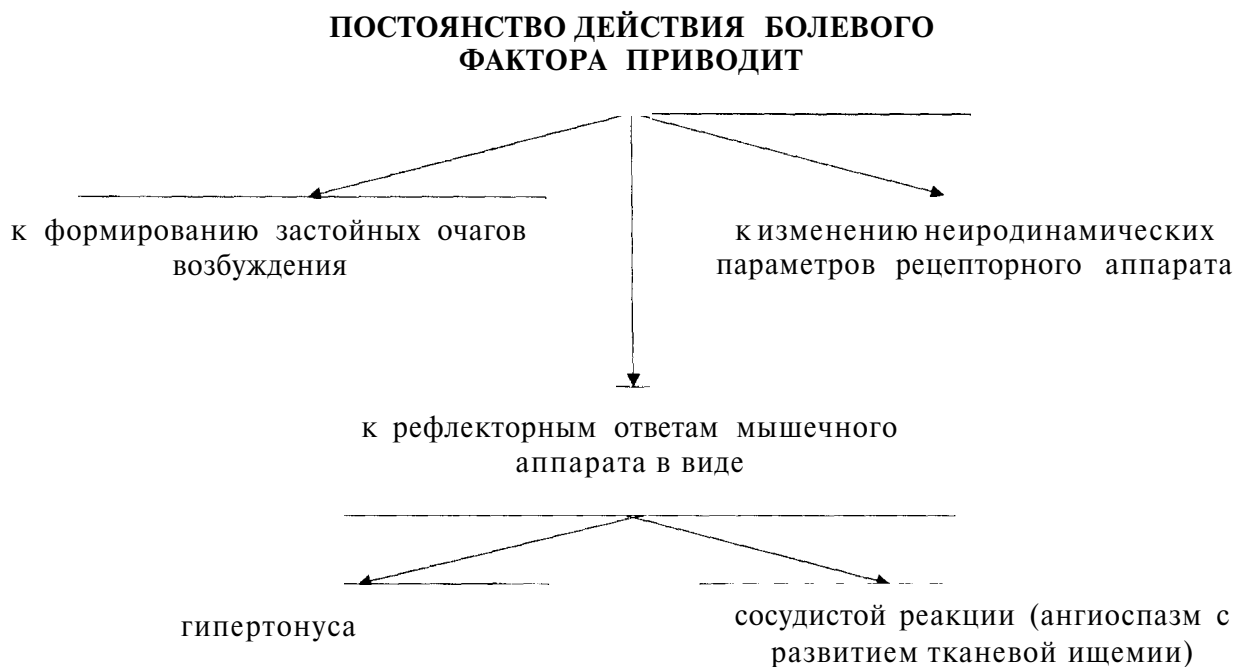 ПОСТОЯНСТВО ДЕЙСТВИЯ БОЛЕВОГО
ФАКТОРА ПРИВОДИТ
к формированию застойных очагов
возбуждения
к изменению неиродинамических
параметров рецепторного аппарата
к рефлекторным ответам мышечного
аппарата в виде
гипертонуса
сосудистой реакции (ангиоспазм с
развитием тканевой ишемии)